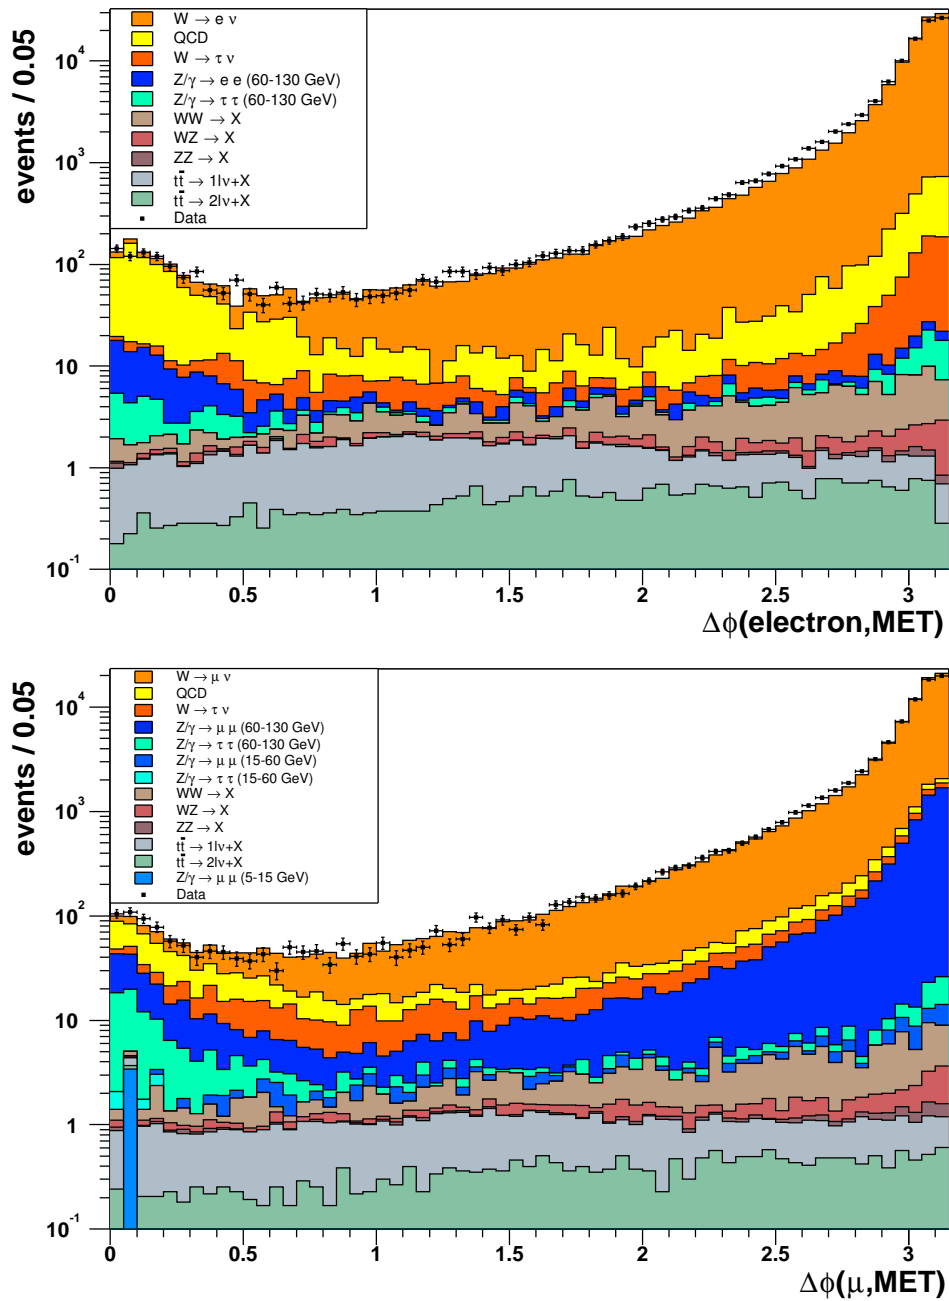 events / 0.05
10⁴
10³
10²
10
1
10⁻¹
W → e ν
QCD
W → τ ν
Z/γ → e e (60-130 GeV)
Z/γ → τ τ (60-130 GeV)
WW → X
WZ → X
ZZ → X
tt̄ → 1lν+X
tt̄ → 2lν+X
Data
0 0.5 1 1.5 2 2.5 3
Δϕ(electron,MET)
events / 0.05
10⁴
10³
10²
10
1
10⁻¹
W → μ ν
QCD
W → τ ν
Z/γ → μ μ (60-130 GeV)
Z/γ → τ τ (60-130 GeV)
Z/γ → μ μ (15-60 GeV)
Z/γ → τ τ (15-60 GeV)
WW → X
WZ → X
ZZ → X
tt̄ → 1lν+X
tt̄ → 2lν+X
Z/γ → μ μ (5-15 GeV)
Data
0 0.5 1 1.5 2 2.5 3
Δϕ(μ,MET)